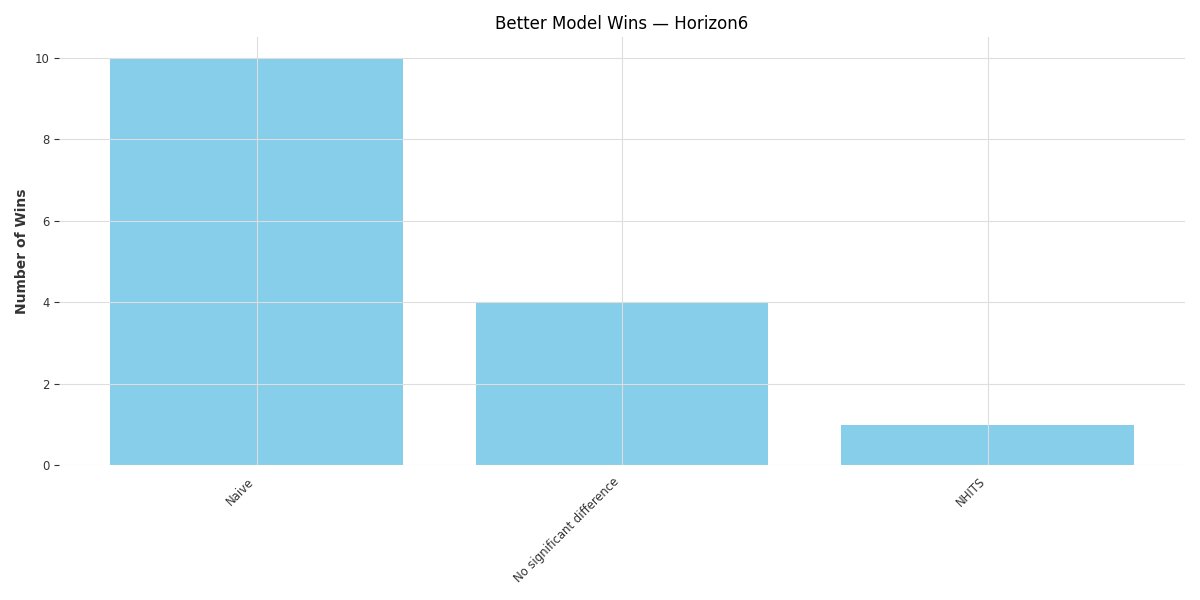 Better Model Wins — Horizon6
Number of Wins
10
8
6
4
2
0
Naive
No significant difference
NHITS